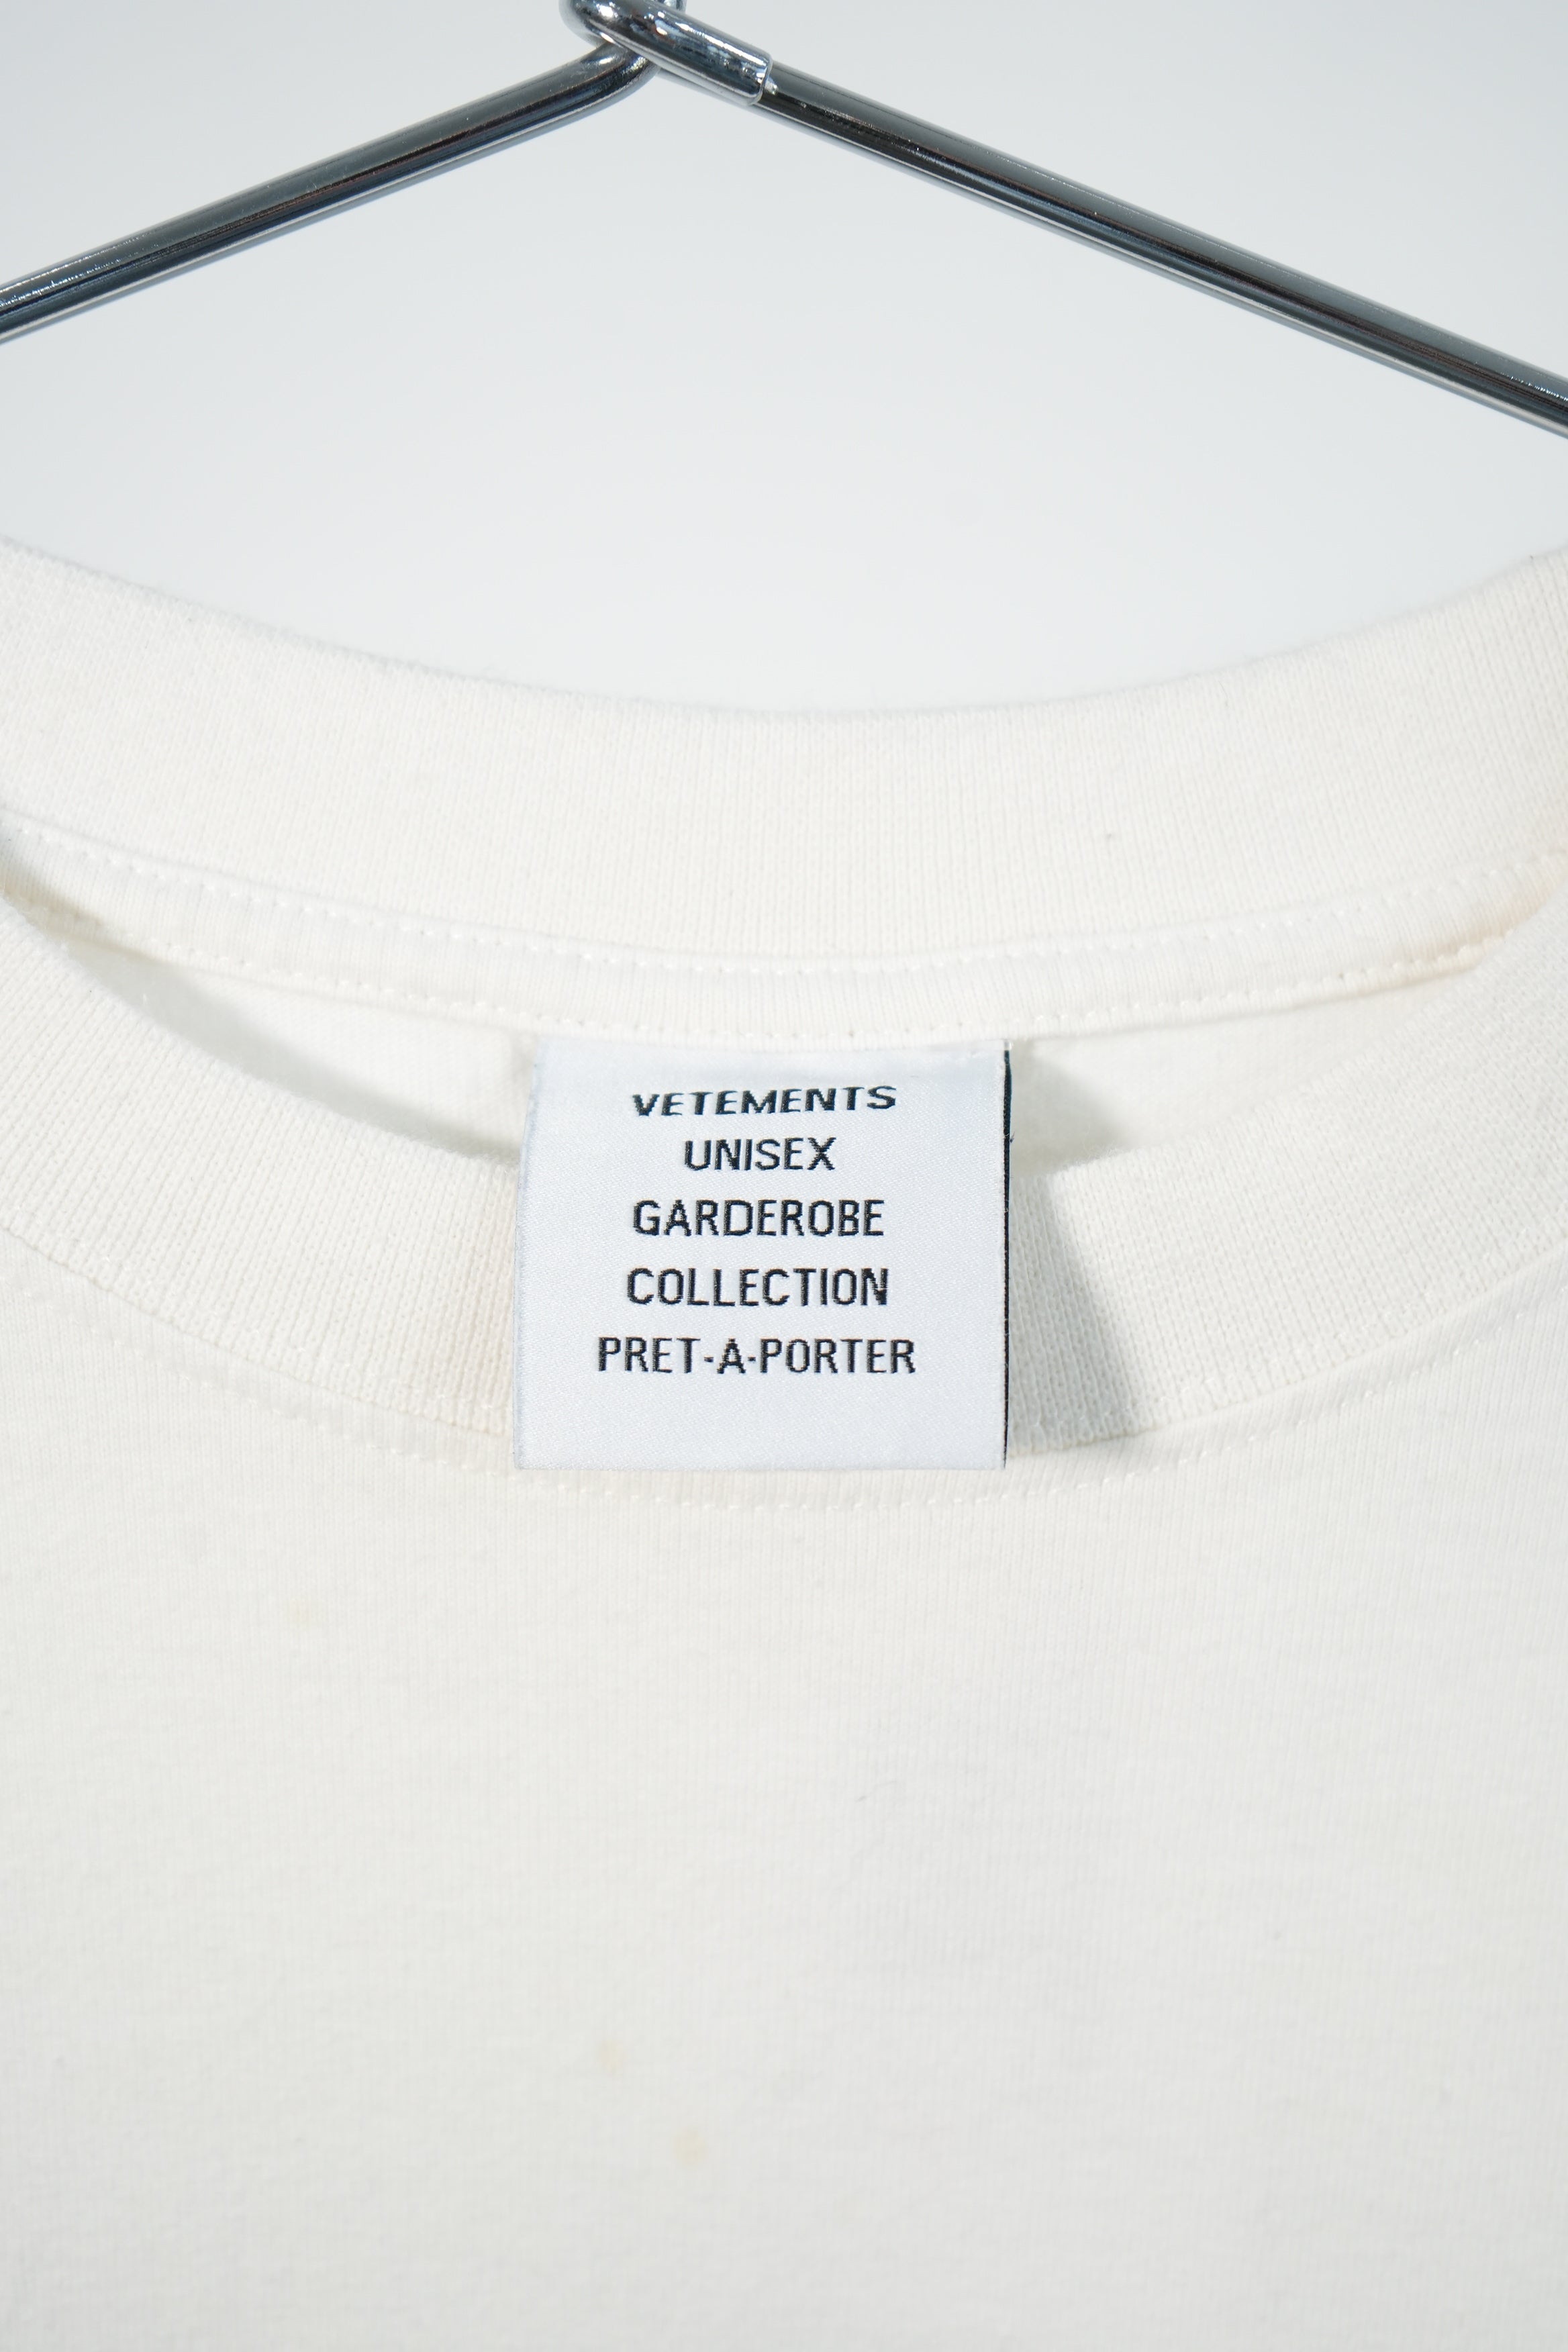 VETEMENTS
UNISEX
GARDEROBE
COLLECTION
PRET-A-PORTER